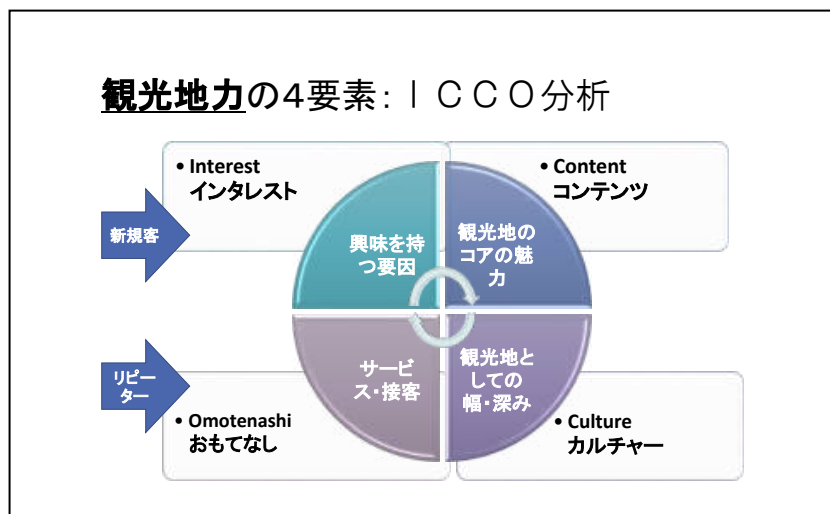 観光地力の4要素：ＩＣＣＯ分析
• Interest
インタレスト
• Content
コンテンツ
新規客
興味を持
つ要因
観光地の
コアの魅
力
リピー
ター
サービ
ス・接客
観光地と
しての
幅・深み
• Omotenashi
おもてなし
• Culture
カルチャー